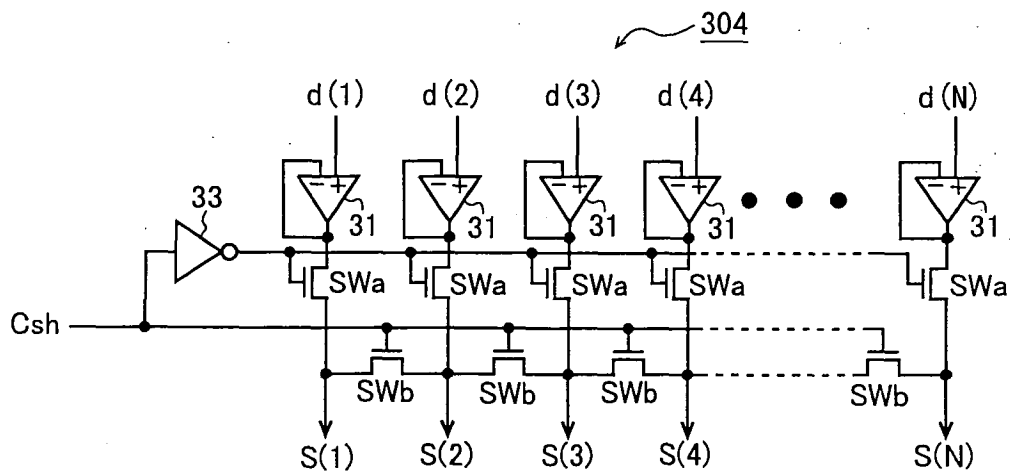 304
d(1) d(2) d(3) d(4) d(N)
− + − + − + − + − +
33 31 31 31 31 31
SWa SWa SWa SWa SWa
Csh
SWb SWb SWb SWb
S(1) S(2) S(3) S(4) S(N)